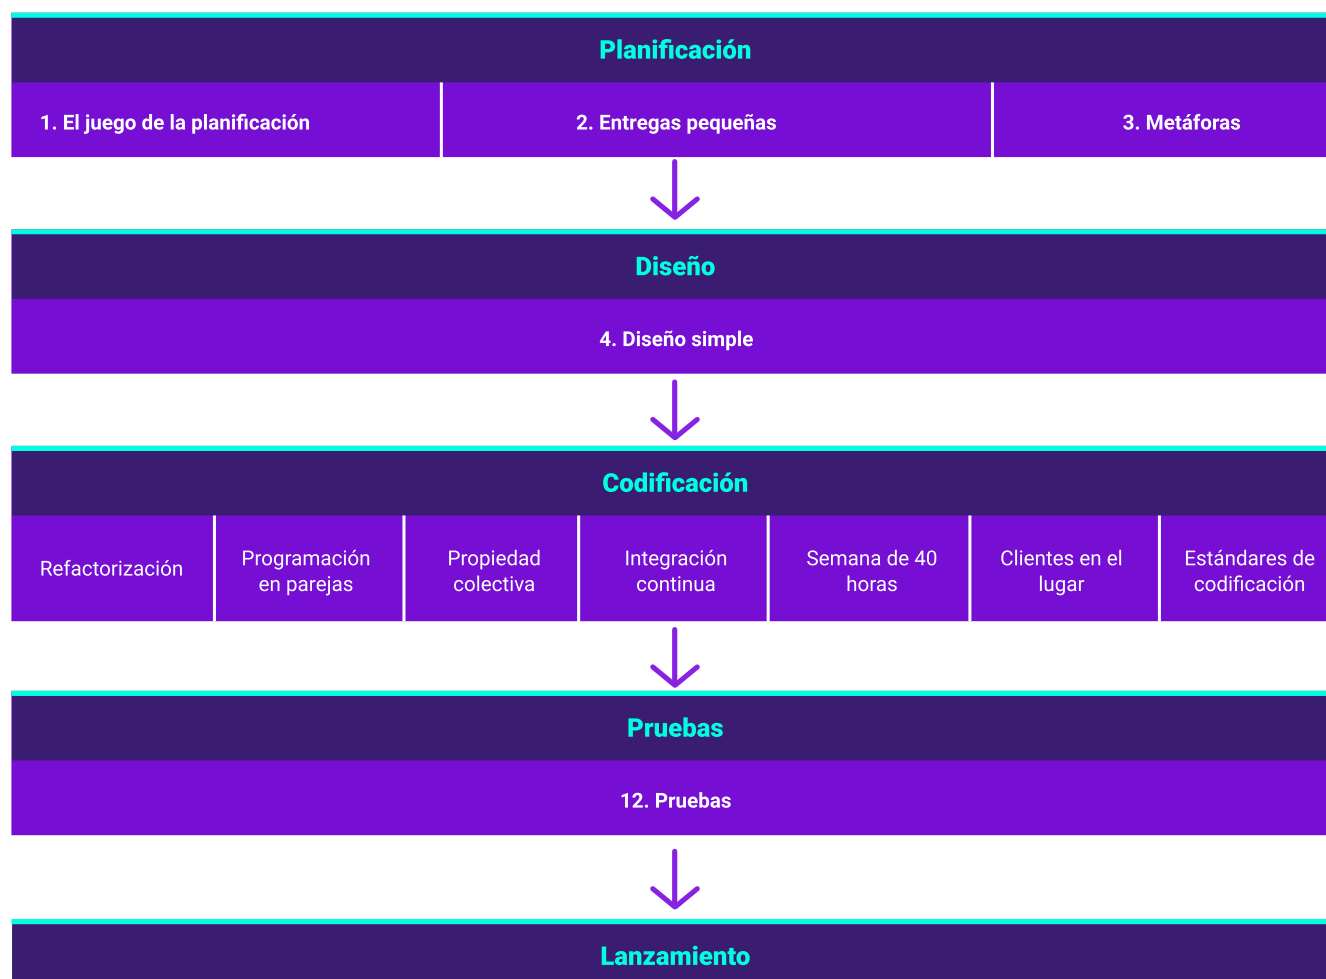 Planificación
1. El juego de la planificación
2. Entregas pequeñas
3. Metáforas
Diseño
4. Diseño simple
Codificación
Refactorización
Programación
en parejas
Propiedad
colectiva
Integración
continua
Semana de 40
horas
Clientes en el
lugar
Estándares de
codificación
Pruebas
12. Pruebas
Lanzamiento